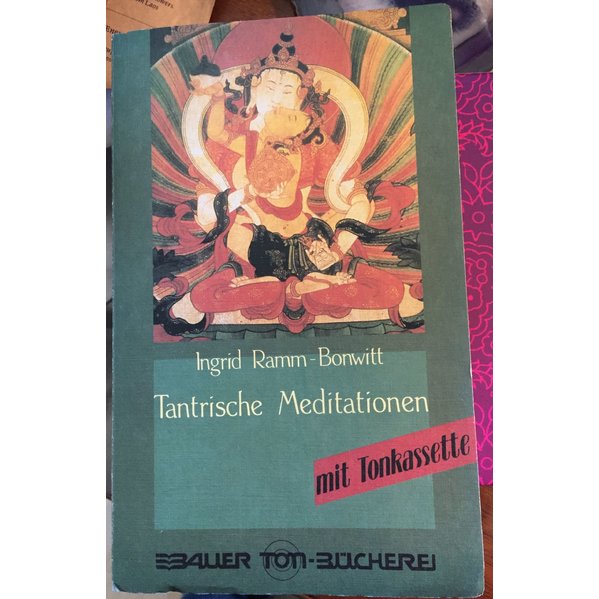 Ingrid Ramm-Bonwitt
Tantrische Meditationen
mit Tonkassette
BAUER TON-BÜCHEREI